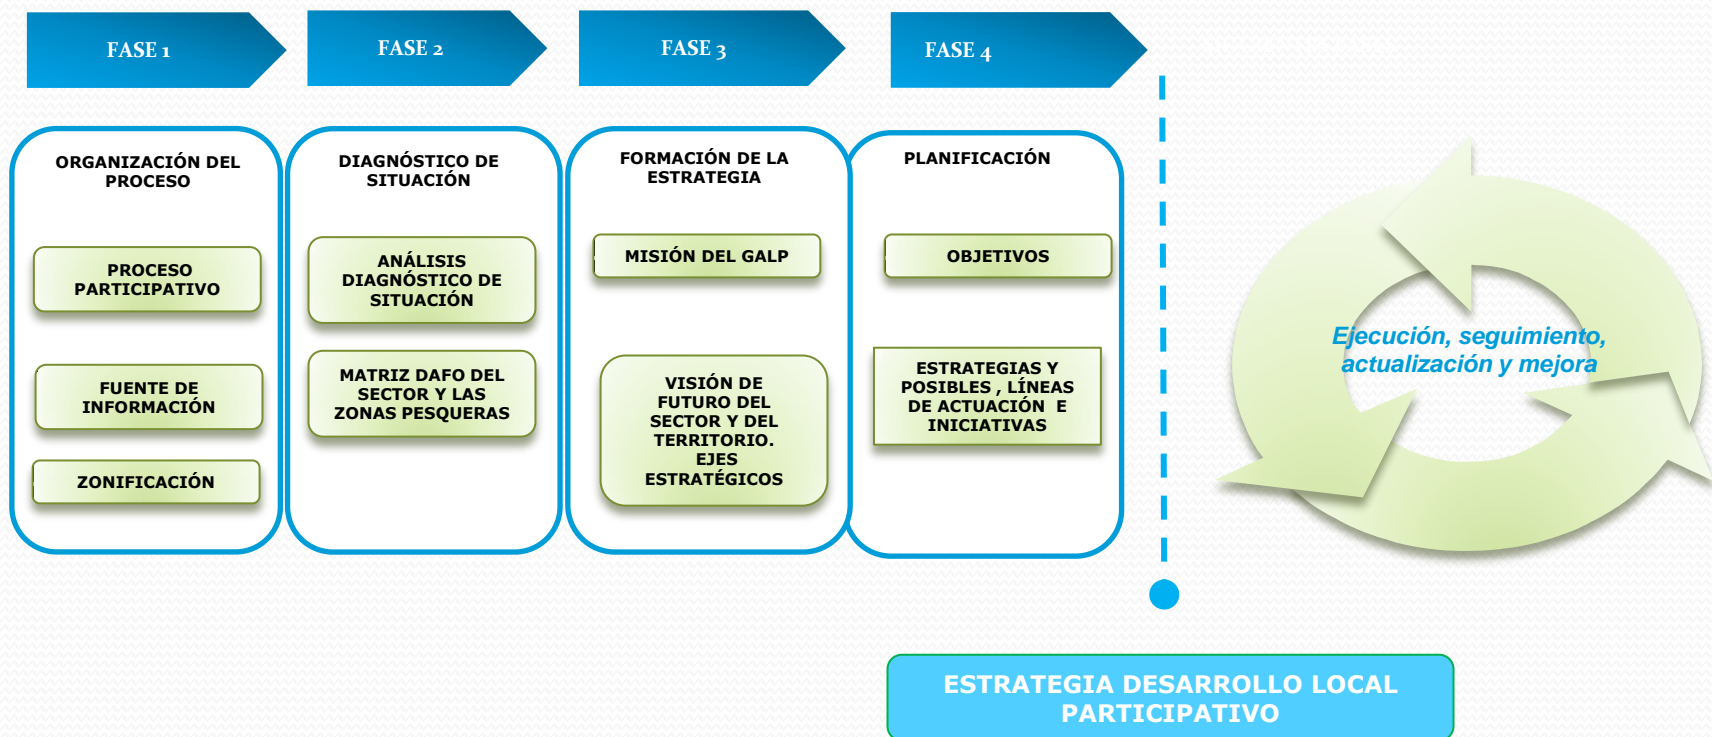 FASE 1
FASE 2
FASE 3
FASE 4
ORGANIZACIÓN DEL
PROCESO
PROCESO
PARTICIPATIVO
FUENTE DE
INFORMACIÓN
ZONIFICACIÓN
DIAGNÓSTICO DE
SITUACIÓN
ANÁLISIS
DIAGNÓSTICO DE
SITUACIÓN
MATRIZ DAFO DEL
SECTOR Y LAS
ZONAS PESQUERAS
FORMACIÓN DE LA
ESTRATEGIA
MISIÓN DEL GALP
VISIÓN DE
FUTURO DEL
SECTOR Y DEL
TERRITORIO.
EJES
ESTRATÉGICOS
PLANIFICACIÓN
OBJETIVOS
ESTRATEGIAS Y
POSIBLES , LÍNEAS
DE ACTUACIÓN E
INICIATIVAS
Ejecución, seguimiento,
actualización y mejora
ESTRATEGIA DESARROLLO LOCAL
PARTICIPATIVO